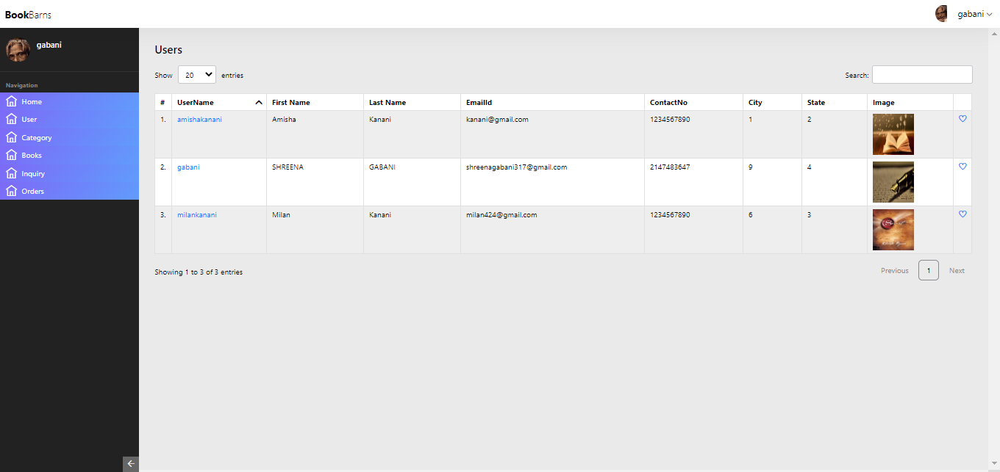 BookBarns
gabani
gabani
Navigation
Home
User
Category
Books
Inquiry
Orders
Users
Show 20 entries
Search:
# UserName First Name Last Name EmailId ContactNo City State Image
1. amishakanani Amisha Kanani kanani@gmail.com 1234567890 1 2
2. gabani SHREENA GABANI shreenagabani317@gmail.com 2147483647 9 4
3. milankanani Milan Kanani milan424@gmail.com 1234567890 6 3
Showing 1 to 3 of 3 entries
Previous 1 Next